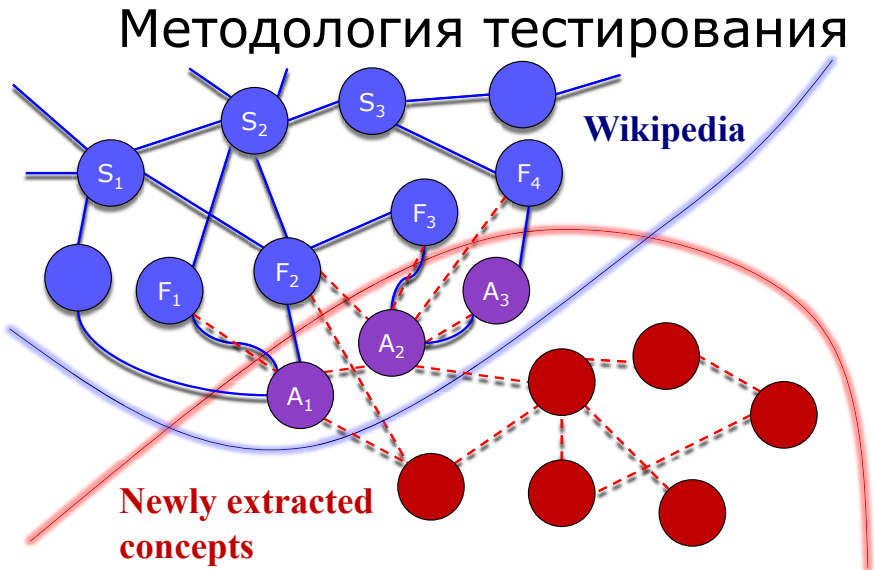 Методология тестирования
S₂
S₃
Wikipedia
S₁
F₄
F₃
F₁
F₂
A₃
A₂
A₁
Newly extracted
concepts